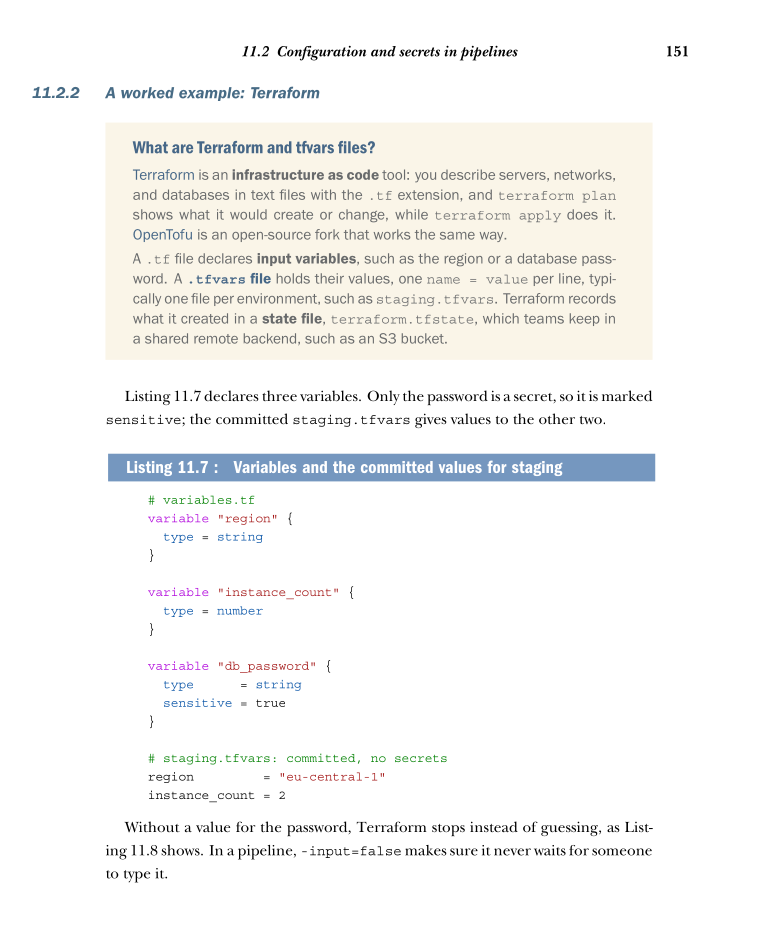 11.2 Configuration and secrets in pipelines 151
11.2.2 A worked example: Terraform
What are Terraform and tfvars files?
Terraform is an infrastructure as code tool: you describe servers, networks,
and databases in text files with the .tf extension, and terraform plan
shows what it would create or change, while terraform apply does it.
OpenTofu is an open-source fork that works the same way.
A .tf file declares input variables, such as the region or a database pass-
word. A .tfvars file holds their values, one name = value per line, typi-
cally one file per environment, such as staging.tfvars. Terraform records
what it created in a state file, terraform.tfstate, which teams keep in
a shared remote backend, such as an S3 bucket.
Listing 11.7 declares three variables. Only the password is a secret, so it is marked
sensitive; the committed staging.tfvars gives values to the other two.
Listing 11.7 : Variables and the committed values for staging
# variables.tf
variable "region" {
  type = string
}
variable "instance_count" {
  type = number
}
variable "db_password" {
  type      = string
  sensitive = true
}
# staging.tfvars: committed, no secrets
region         = "eu-central-1"
instance_count = 2
Without a value for the password, Terraform stops instead of guessing, as List-
ing 11.8 shows. In a pipeline, -input=false makes sure it never waits for someone
to type it.